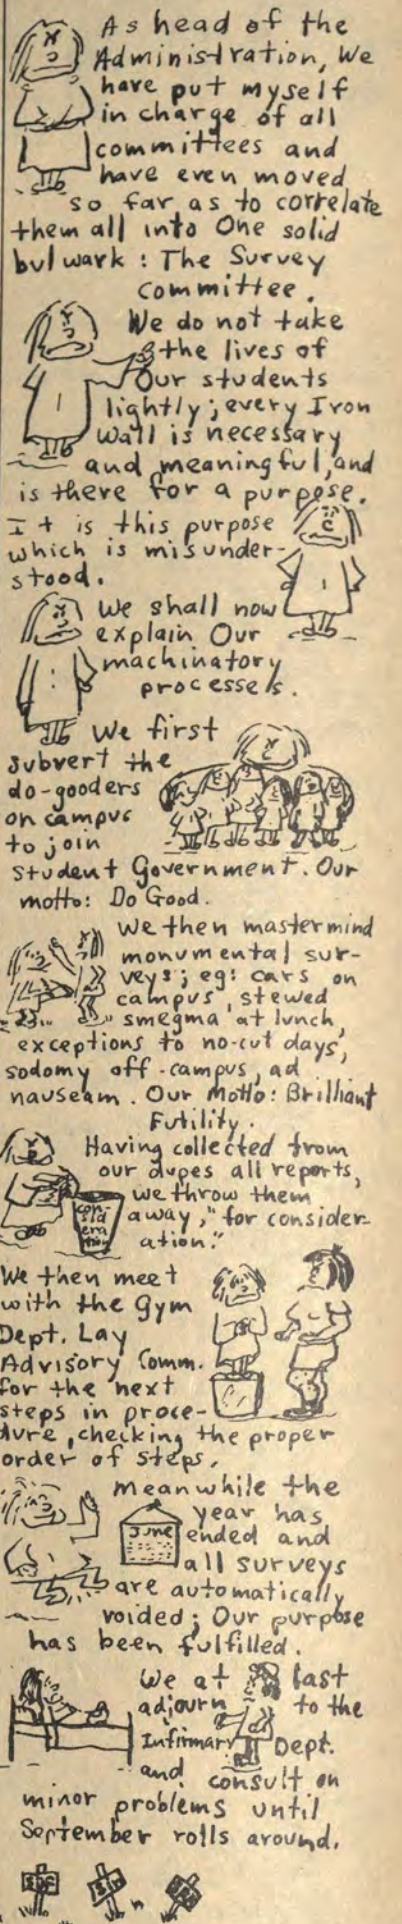 As head of the
Administration, We
have put myself
in charge of all
committees and
have even moved
so far as to correlate
them all into One solid
bulwark : The Survey
Committee.
We do not take
the lives of
Our students
lightly; every Iron
Wall is necessary
and meaningful, and
is there for a purpose.
It is this purpose
which is misunder-
stood.
We shall now
explain Our
machinatory
processes.
We first
subvert the
do-gooders
on campus
to join
Student Government. Our
motto: Do Good.
We then mastermind
monumental sur-
veys; eg: cars on
campus, stewed
smegma at lunch,
exceptions to no-cut days,
sodomy off-campus, ad
nauseam. Our Motto: Brilliant
Futility.
Having collected from
our dupes all reports,
we throw them
away, "for consider-
ation."
con-
sid
era
tion
We then meet
with the Gym
Dept. Lay
Advisory Comm.
for the next
steps in proce-
dure, checking the proper
order of steps.
Meanwhile the
year has
June
ended and
all surveys
are automatically
voided; Our purpose
has been fulfilled.
We at last
adjourn to the
Infirmary Dept.
and consult on
minor problems until
September rolls around.